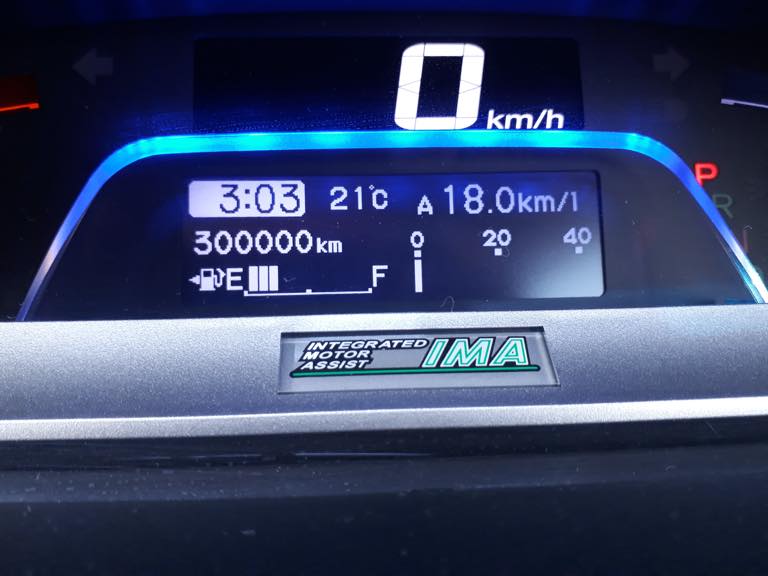 0 km/h
3:03 21°C A 18.0km/l
300000km 0 20 40
E F
P
R
INTEGRATED
MOTOR
ASSIST
IMA